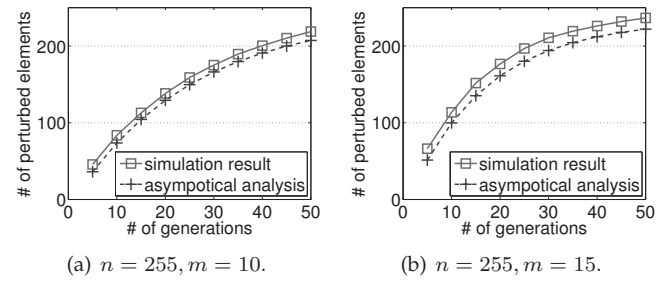 # of perturbed elements
200
100
0
0 10 20 30 40 50
# of generations
simulation result
asympotical analysis
(a) n = 255, m = 10.
# of perturbed elements
200
100
0
0 10 20 30 40 50
# of generations
simulation result
asympotical analysis
(b) n = 255, m = 15.